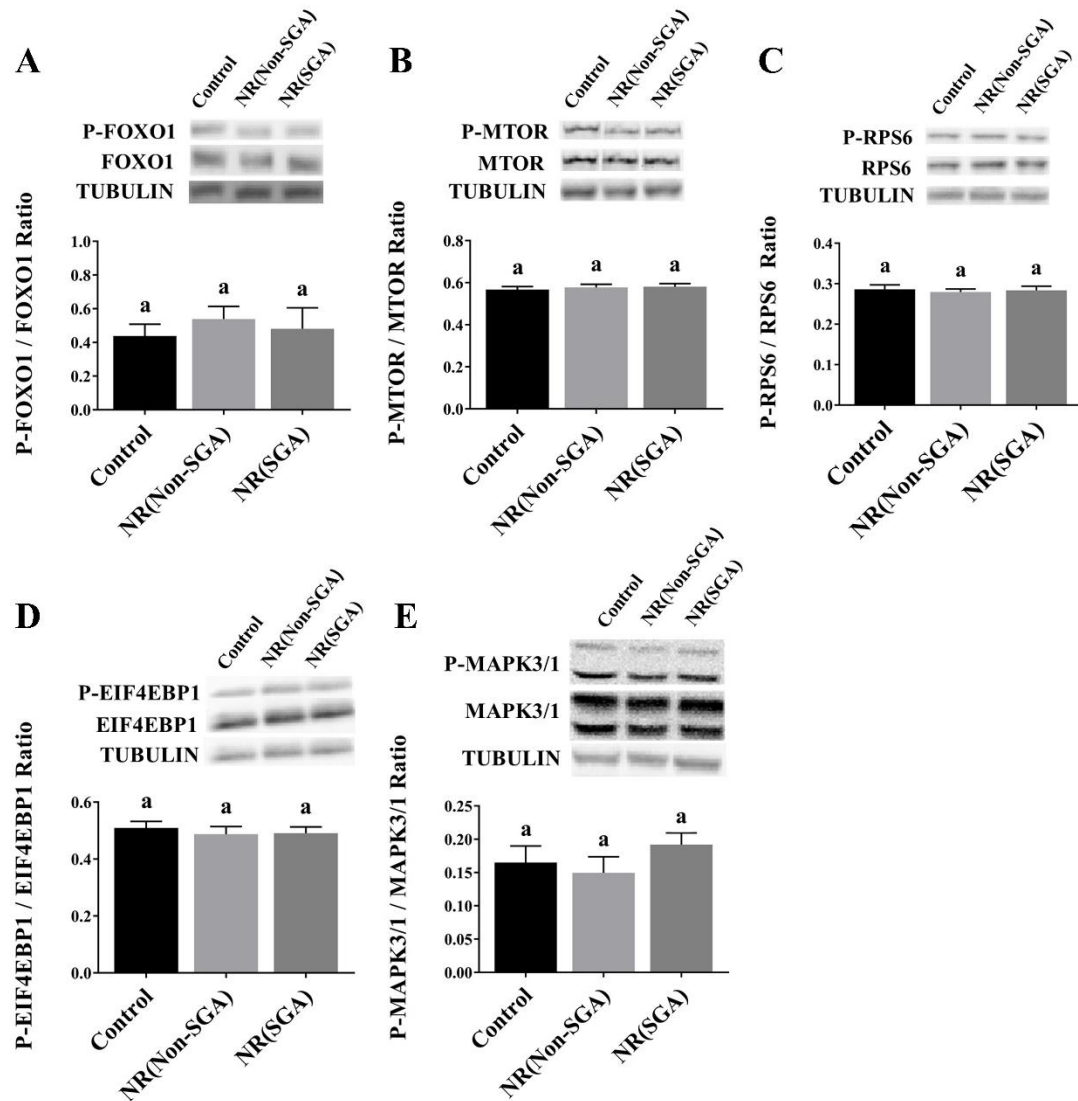 A
Control
NR(Non-SGA)
NR(SGA)
P-FOXO1
FOXO1
TUBULIN
P-FOXO1 / FOXO1 Ratio
1.0
0.8
0.6
0.4
0.2
0.0
a
a
a
Control
NR(Non-SGA)
NR(SGA)
B
Control
NR(Non-SGA)
NR(SGA)
P-MTOR
MTOR
TUBULIN
P-MTOR / MTOR Ratio
0.8
0.6
0.4
0.2
0.0
a
a
a
Control
NR(Non-SGA)
NR(SGA)
C
Control
NR(Non-SGA)
NR(SGA)
P-RPS6
RPS6
TUBULIN
P-RPS6 / RPS6 Ratio
0.4
0.3
0.2
0.1
0.0
a
a
a
Control
NR(Non-SGA)
NR(SGA)
D
Control
NR(Non-SGA)
NR(SGA)
P-EIF4EBP1
EIF4EBP1
TUBULIN
P-EIF4EBP1 / EIF4EBP1 Ratio
0.6
0.4
0.2
0.0
a
a
a
Control
NR(Non-SGA)
NR(SGA)
E
Control
NR(Non-SGA)
NR(SGA)
P-MAPK3/1
MAPK3/1
TUBULIN
P-MAPK3/1 / MAPK3/1 Ratio
0.25
0.20
0.15
0.10
0.05
0.00
a
a
a
Control
NR(Non-SGA)
NR(SGA)